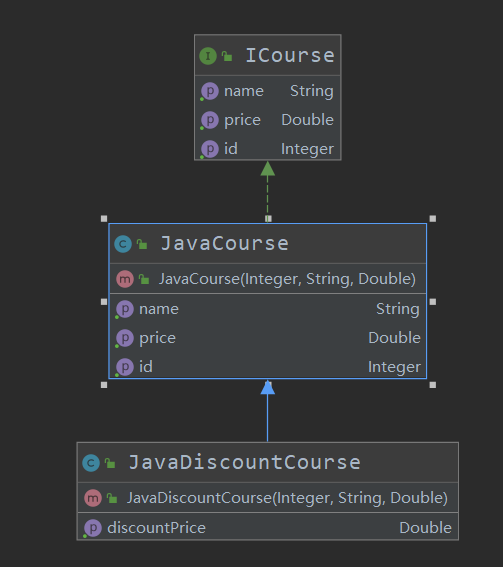 I ICourse
p name String
p price Double
p id Integer
C JavaCourse
m JavaCourse(Integer, String, Double)
p name String
p price Double
p id Integer
C JavaDiscountCourse
m JavaDiscountCourse(Integer, String, Double)
p discountPrice Double